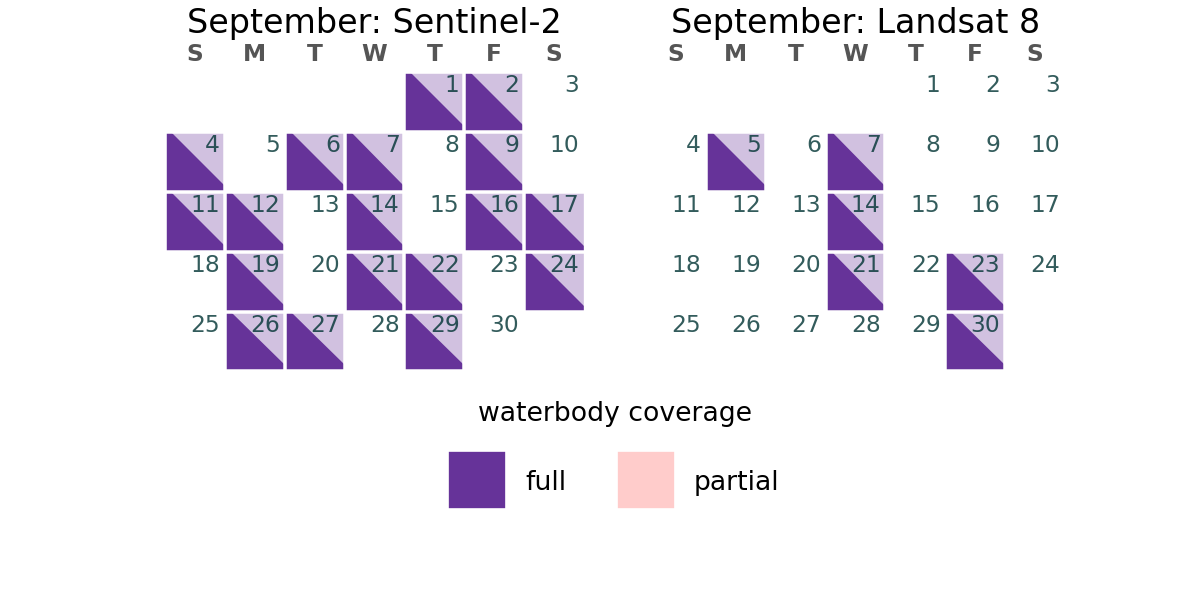 September: Sentinel-2
S M T W T F S
1 2 3
4 5 6 7 8 9 10
11 12 13 14 15 16 17
18 19 20 21 22 23 24
25 26 27 28 29 30
September: Landsat 8
S M T W T F S
1 2 3
4 5 6 7 8 9 10
11 12 13 14 15 16 17
18 19 20 21 22 23 24
25 26 27 28 29 30
waterbody coverage
full partial